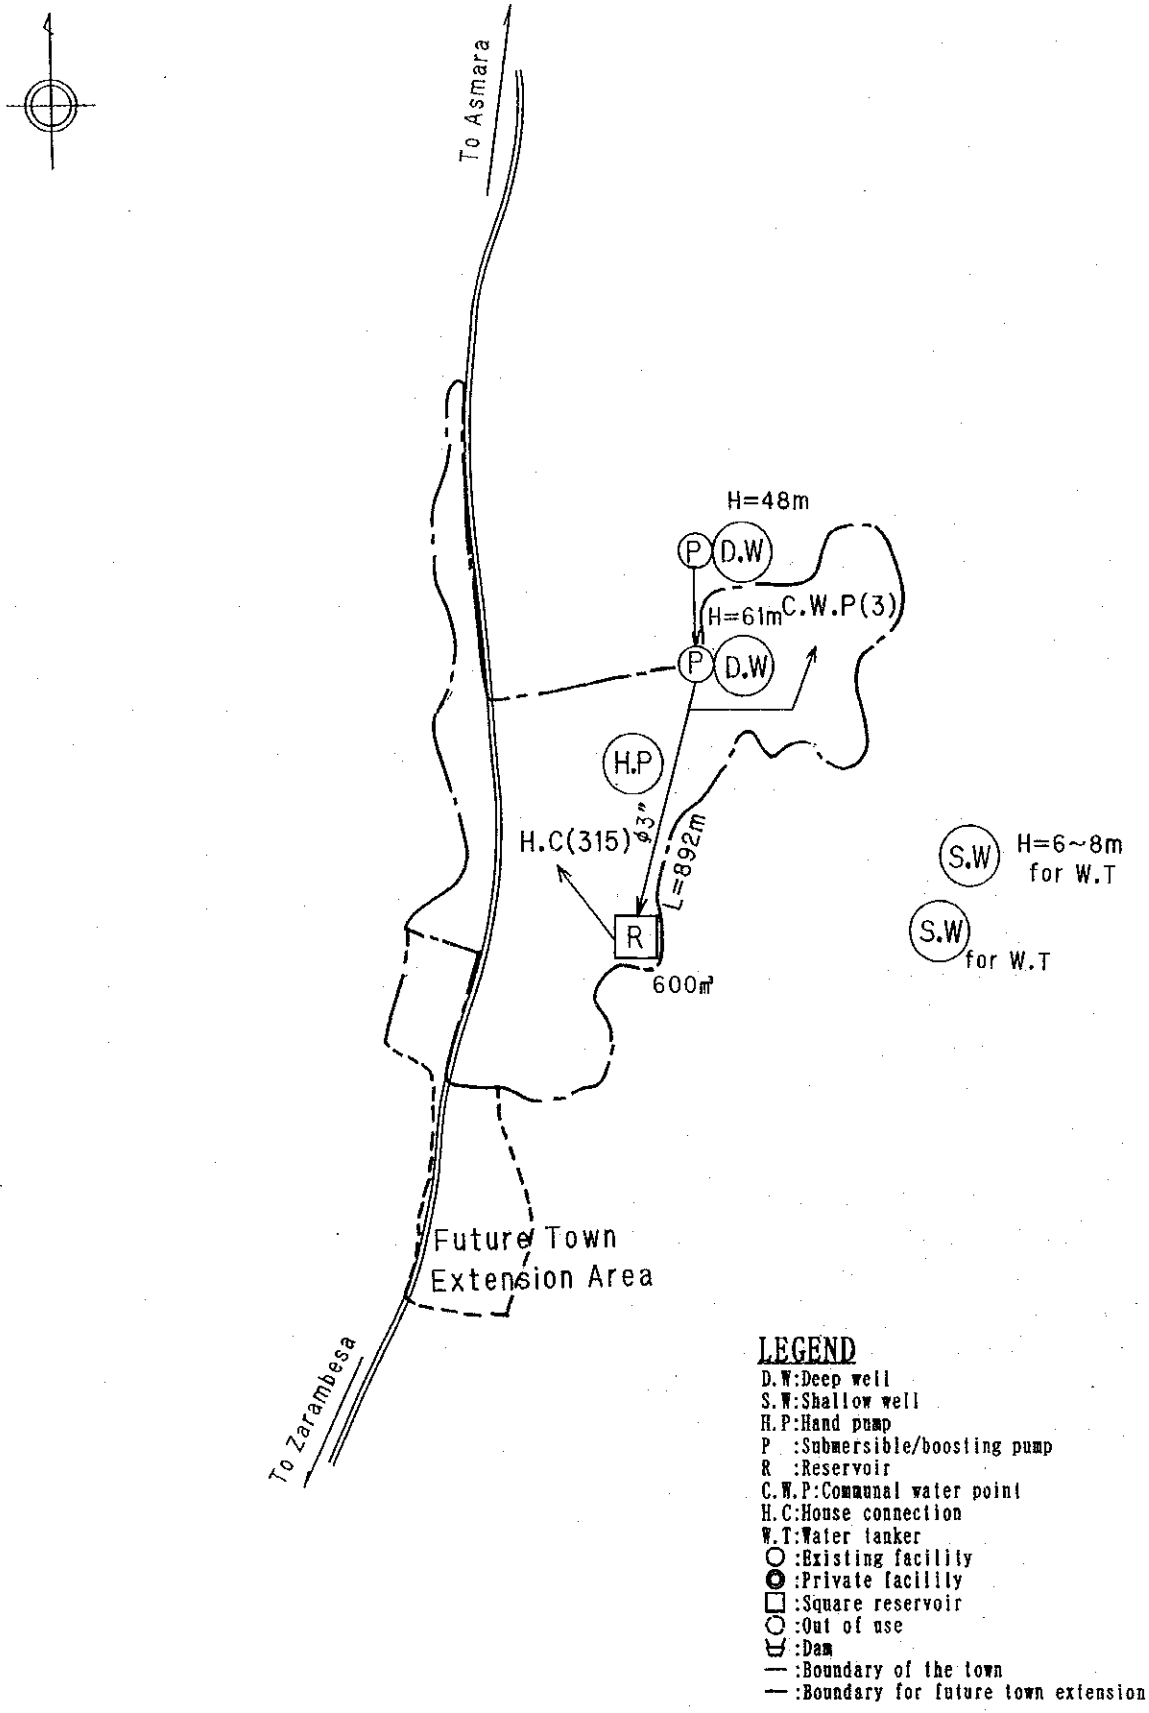 To Asmara
H=48m
P
D.W
H=61m
C.W.P(3)
P
D.W
H.P
φ3"
H.C(315)
L=892m
S.W
H=6~8m
for W.T
R
S.W
for W.T
600㎥
Future Town
Extension Area
To Zarambesa
LEGEND
D.W:Deep well
S.W:Shallow well
H.P:Hand pump
P :Submersible/boosting pump
R :Reservoir
C.W.P:Communal water point
H.C:House connection
W.T:Water tanker
:Existing facility
:Private facility
:Square reservoir
:Out of use
:Dam
:Boundary of the town
:Boundary for future town extension